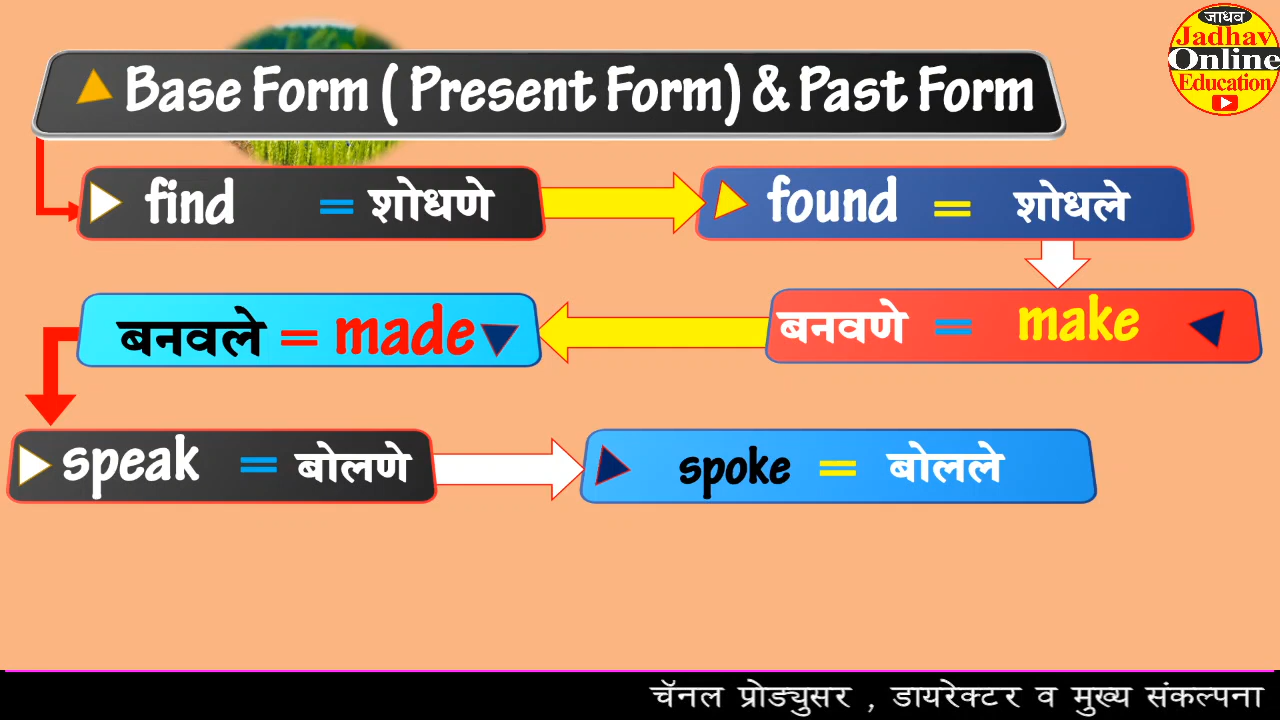 जाधव
Jadhav
Online
Education
Base Form ( Present Form) & Past Form
find = शोधणे
found = शोधले
बनवले = made
बनवणे = make
speak = बोलणे
spoke = बोलले
चॅनल प्रोड्युसर , डायरेक्टर व मुख्य संकल्पना